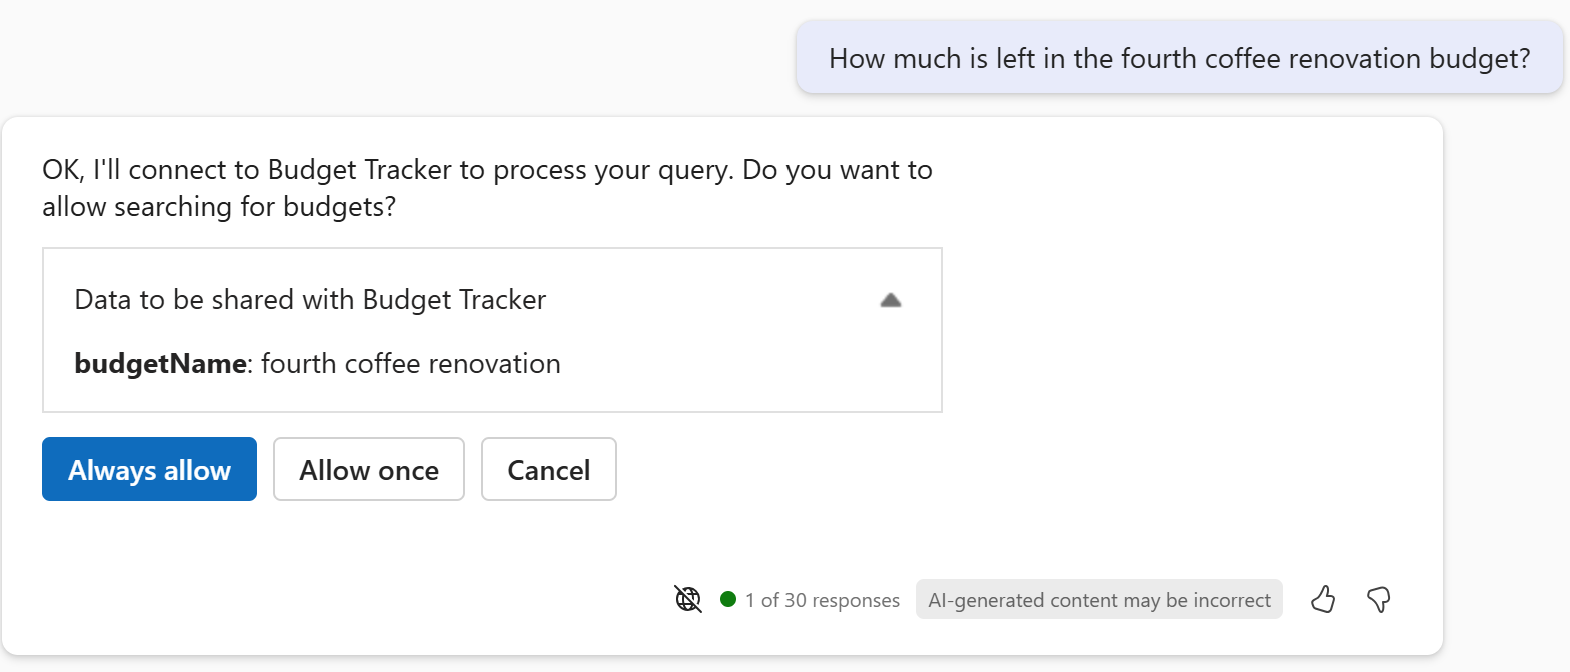 How much is left in the fourth coffee renovation budget?
OK, I'll connect to Budget Tracker to process your query. Do you want to
allow searching for budgets?
Data to be shared with Budget Tracker
budgetName: fourth coffee renovation
Always allow
Allow once
Cancel
1 of 30 responses
AI-generated content may be incorrect